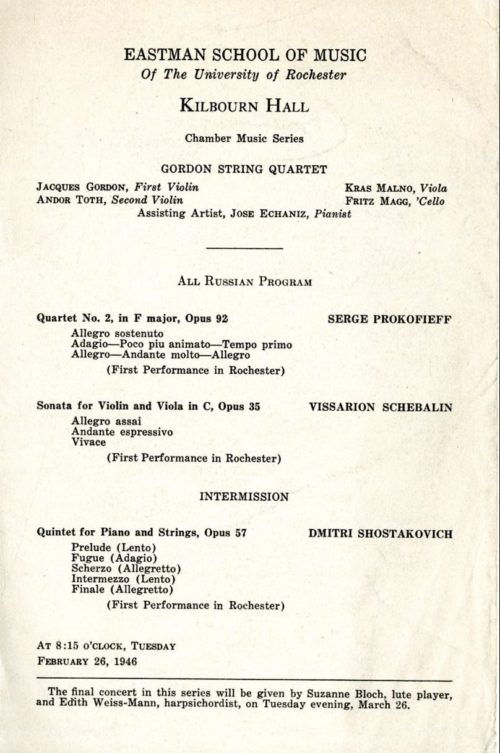 EASTMAN SCHOOL OF MUSIC
Of The University of Rochester
KILBOURN HALL
Chamber Music Series
GORDON STRING QUARTET
JACQUES GORDON, First Violin KRAS MALNO, Viola
ANDOR TOTH, Second Violin FRITZ MAGG, 'Cello
Assisting Artist, JOSE ECHANIZ, Pianist
ALL RUSSIAN PROGRAM
Quartet No. 2, in F major, Opus 92 SERGE PROKOFIEFF
Allegro sostenuto
Adagio—Poco piu animato—Tempo primo
Allegro—Andante molto—Allegro
(First Performance in Rochester)
Sonata for Violin and Viola in C, Opus 35 VISSARION SCHEBALIN
Allegro assai
Andante espressivo
Vivace
(First Performance in Rochester)
INTERMISSION
Quintet for Piano and Strings, Opus 57 DMITRI SHOSTAKOVICH
Prelude (Lento)
Fugue (Adagio)
Scherzo (Allegretto)
Intermezzo (Lento)
Finale (Allegretto)
(First Performance in Rochester)
AT 8:15 O'CLOCK, TUESDAY
FEBRUARY 26, 1946
The final concert in this series will be given by Suzanne Bloch, lute player,
and Edith Weiss-Mann, harpsichordist, on Tuesday evening, March 26.